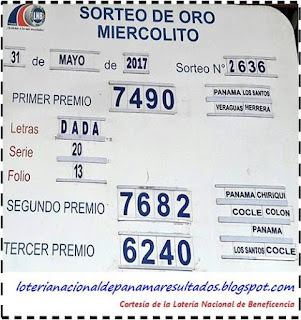 LNB
SORTEO DE ORO
MIERCOLITO
31 de MAYO de 2017 Sorteo Nº 2636
PRIMER PREMIO 7490 PANAMA LOS SANTOS
VERAGUAS HERRERA
Letras DADA
Serie 20
Folio 13
SEGUNDO PREMIO 7682 PANAMA CHIRIQUI
COCLE COLON
TERCER PREMIO 6240 PANAMA
LOS SANTOS COCLE
loterianacionaldepanamaresultados.blogspot.com
Cortesía de la Lotería Nacional de Beneficencia